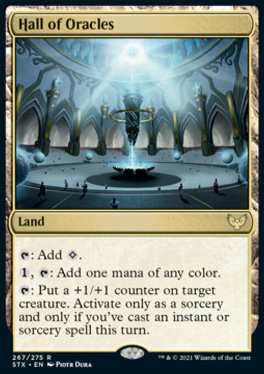 Hall of Oracles
Land
: Add .
1, : Add one mana of any color.
: Put a +1/+1 counter on target
creature. Activate only as a sorcery
and only if you've cast an instant or
sorcery spell this turn.
267/275 R
STX • EN Piotr Dura
™ & © 2021 Wizards of the Coast